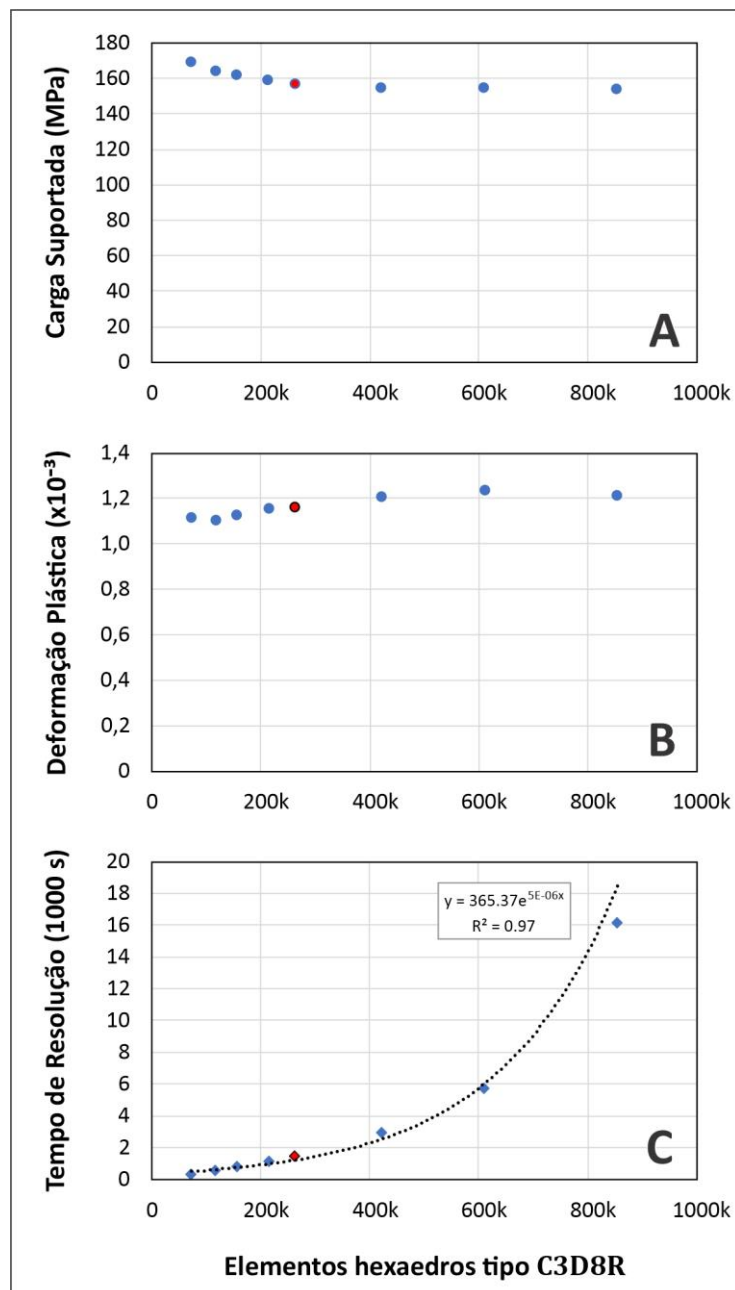 Carga Suportada (MPa)
180
160
140
120
100
80
60
40
20
0
A
0 200k 400k 600k 800k 1000k
Deformação Plástica (x10⁻³)
1,4
1,2
1,0
0,8
0,6
0,4
0,2
0
B
0 200k 400k 600k 800k 1000k
Tempo de Resolução (1000 s)
20
18
16
14
12
10
8
6
4
2
0
y = 365.37e^5E-06x
R² = 0.97
C
0 200k 400k 600k 800k 1000k
Elementos hexaedros tipo C3D8R